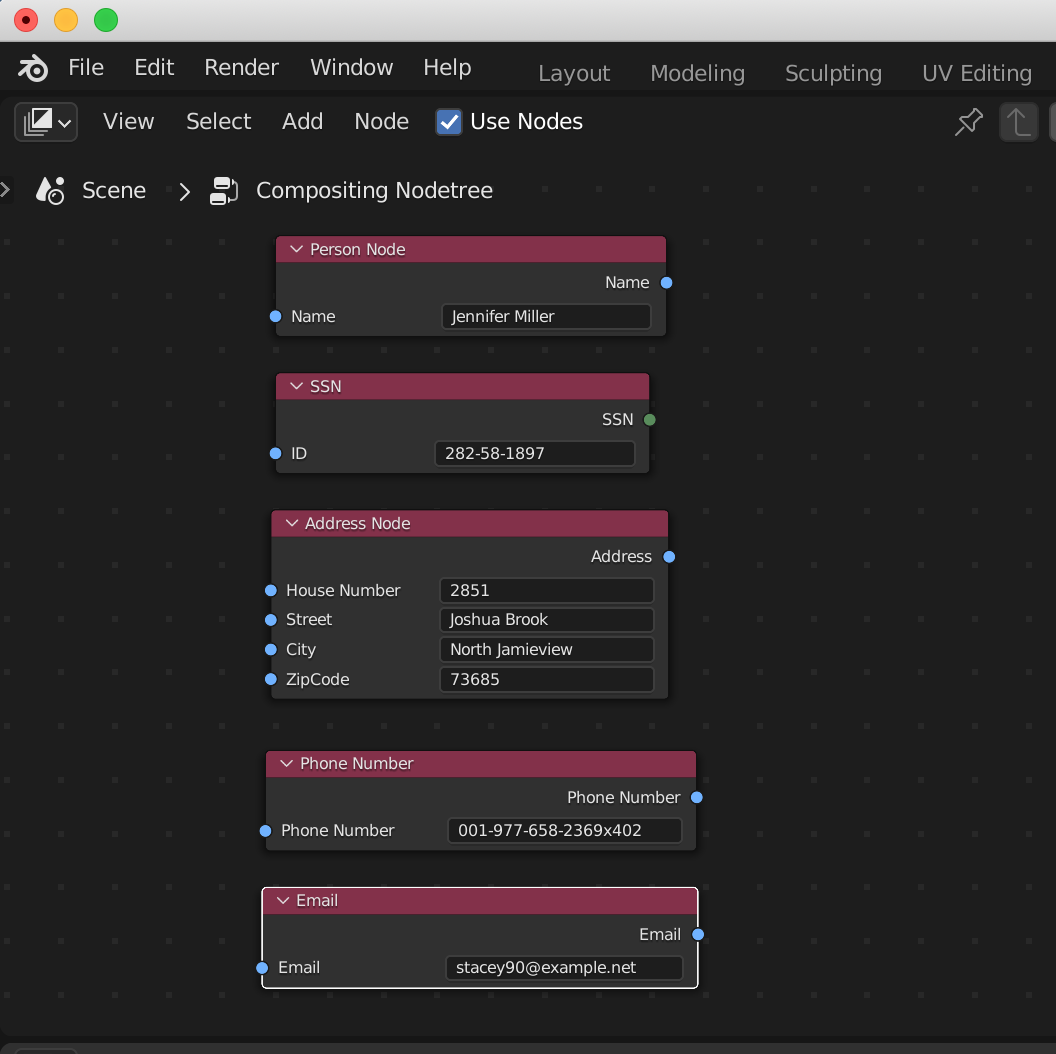 File Edit Render Window Help Layout Modeling Sculpting UV Editing
View Select Add Node Use Nodes
Scene Compositing Nodetree
Person Node
Name
Name Jennifer Miller
SSN
SSN
ID 282-58-1897
Address Node
Address
House Number 2851
Street Joshua Brook
City North Jamieview
ZipCode 73685
Phone Number
Phone Number
Phone Number 001-977-658-2369x402
Email
Email
Email stacey90@example.net